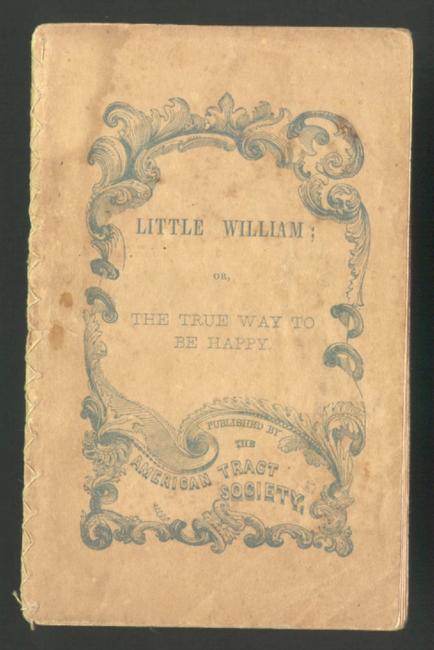 LITTLE WILLIAM;
OR,
THE TRUE WAY TO
BE HAPPY.
PUBLISHED BY
THE
AMERICAN TRACT
SOCIETY.